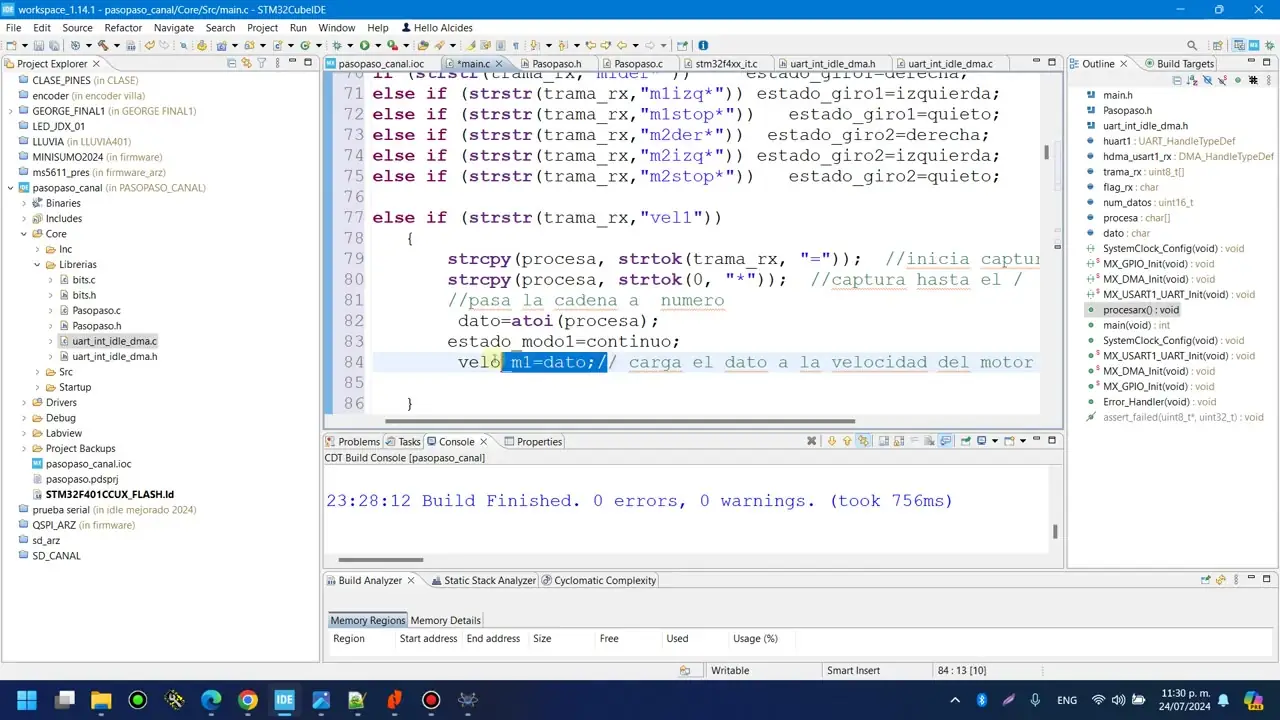 workspace_1.14.1 - pasopaso_canal/Core/Src/main.c - STM32CubeIDE
File Edit Source Refactor Navigate Search Project Run Window Help Hello Alcides
Project Explorer
CLASE_PINES (in CLASE)
encoder (in encoder villa)
GEORGE_FINAL1 (in GEORGE FINAL)
LED_JDX_01
LLUVIA (in LLUVIA401)
MINISUMO2024 (in firmware)
ms5611_pres (in firmware_arz)
pasopaso_canal (in PASOPASO_CANAL)
Binaries
Includes
Core
Inc
Librerias
bits.c
bits.h
Pasopaso.c
Pasopaso.h
uart_int_idle_dma.c
uart_int_idle_dma.h
Src
Startup
Drivers
Debug
Labview
Project Backups
pasopaso_canal.ioc
pasopaso.pdsprj
STM32F401CCUX_FLASH.ld
prueba serial (in idle mejorado 2024)
QSPI_ARZ (in firmware)
sd_arz
SD_CANAL
pasopaso_canal.ioc *main.c Pasopaso.h Pasopaso.c stm32f4xx_it.c uart_int_idle_dma.h uart_int_idle_dma.c
70 if (strstr(trama_rx,"m1der*")) estado_giro1=derecha;
71 else if (strstr(trama_rx,"m1izq*")) estado_giro1=izquierda;
72 else if (strstr(trama_rx,"m1stop*")) estado_giro1=quieto;
73 else if (strstr(trama_rx,"m2der*")) estado_giro2=derecha;
74 else if (strstr(trama_rx,"m2izq*")) estado_giro2=izquierda;
75 else if (strstr(trama_rx,"m2stop*")) estado_giro2=quieto;
76
77 else if (strstr(trama_rx,"vel1"))
78 {
79 strcpy(procesa, strtok(trama_rx, "=")); //inicia captur
80 strcpy(procesa, strtok(0, "*")); //captura hasta el /
81 //pasa la cadena a numero
82 dato=atoi(procesa);
83 estado_modo1=continuo;
84 velo_m1=dato;// carga el dato a la velocidad del motor
85
86 }
Problems Tasks Console Properties
CDT Build Console [pasopaso_canal]
23:28:12 Build Finished. 0 errors, 0 warnings. (took 756ms)
Build Analyzer Static Stack Analyzer Cyclomatic Complexity
Memory Regions Memory Details
Region Start address End address Size Free Used Usage (%)
Outline Build Targets
main.h
Pasopaso.h
uart_int_idle_dma.h
huart1 : UART_HandleTypeDef
hdma_usart1_rx : DMA_HandleTypeDef
trama_rx : uint8_t[]
flag_rx : char
num_datos : uint16_t
procesa : char[]
dato : char
SystemClock_Config(void) : void
MX_GPIO_Init(void) : void
MX_DMA_Init(void) : void
MX_USART1_UART_Init(void) : void
procesarx() : void
main(void) : int
SystemClock_Config(void) : void
MX_USART1_UART_Init(void) : void
MX_DMA_Init(void) : void
MX_GPIO_Init(void) : void
Error_Handler(void) : void
assert_failed(uint8_t*, uint32_t) : void
Writable Smart Insert 84 : 13 [10]
IDE
ENG
11:30 p. m.
24/07/2024